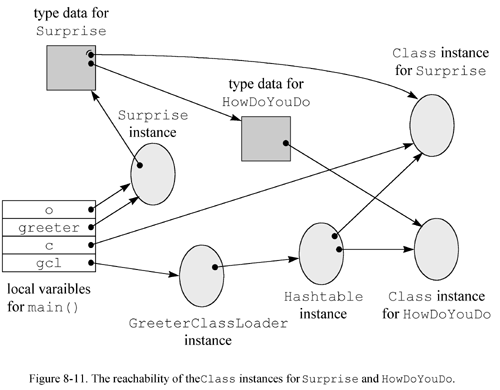 type data for
Surprise
Class instance
for Surprise
type data for
HowDoYouDo
Surprise
instance
o
greeter
c
gcl
local varaibles
for main()
GreeterClassLoader
instance
Hashtable
instance
Class instance
for HowDoYouDo
Figure 8-11. The reachability of theClass instances for Surprise and HowDoYouDo.